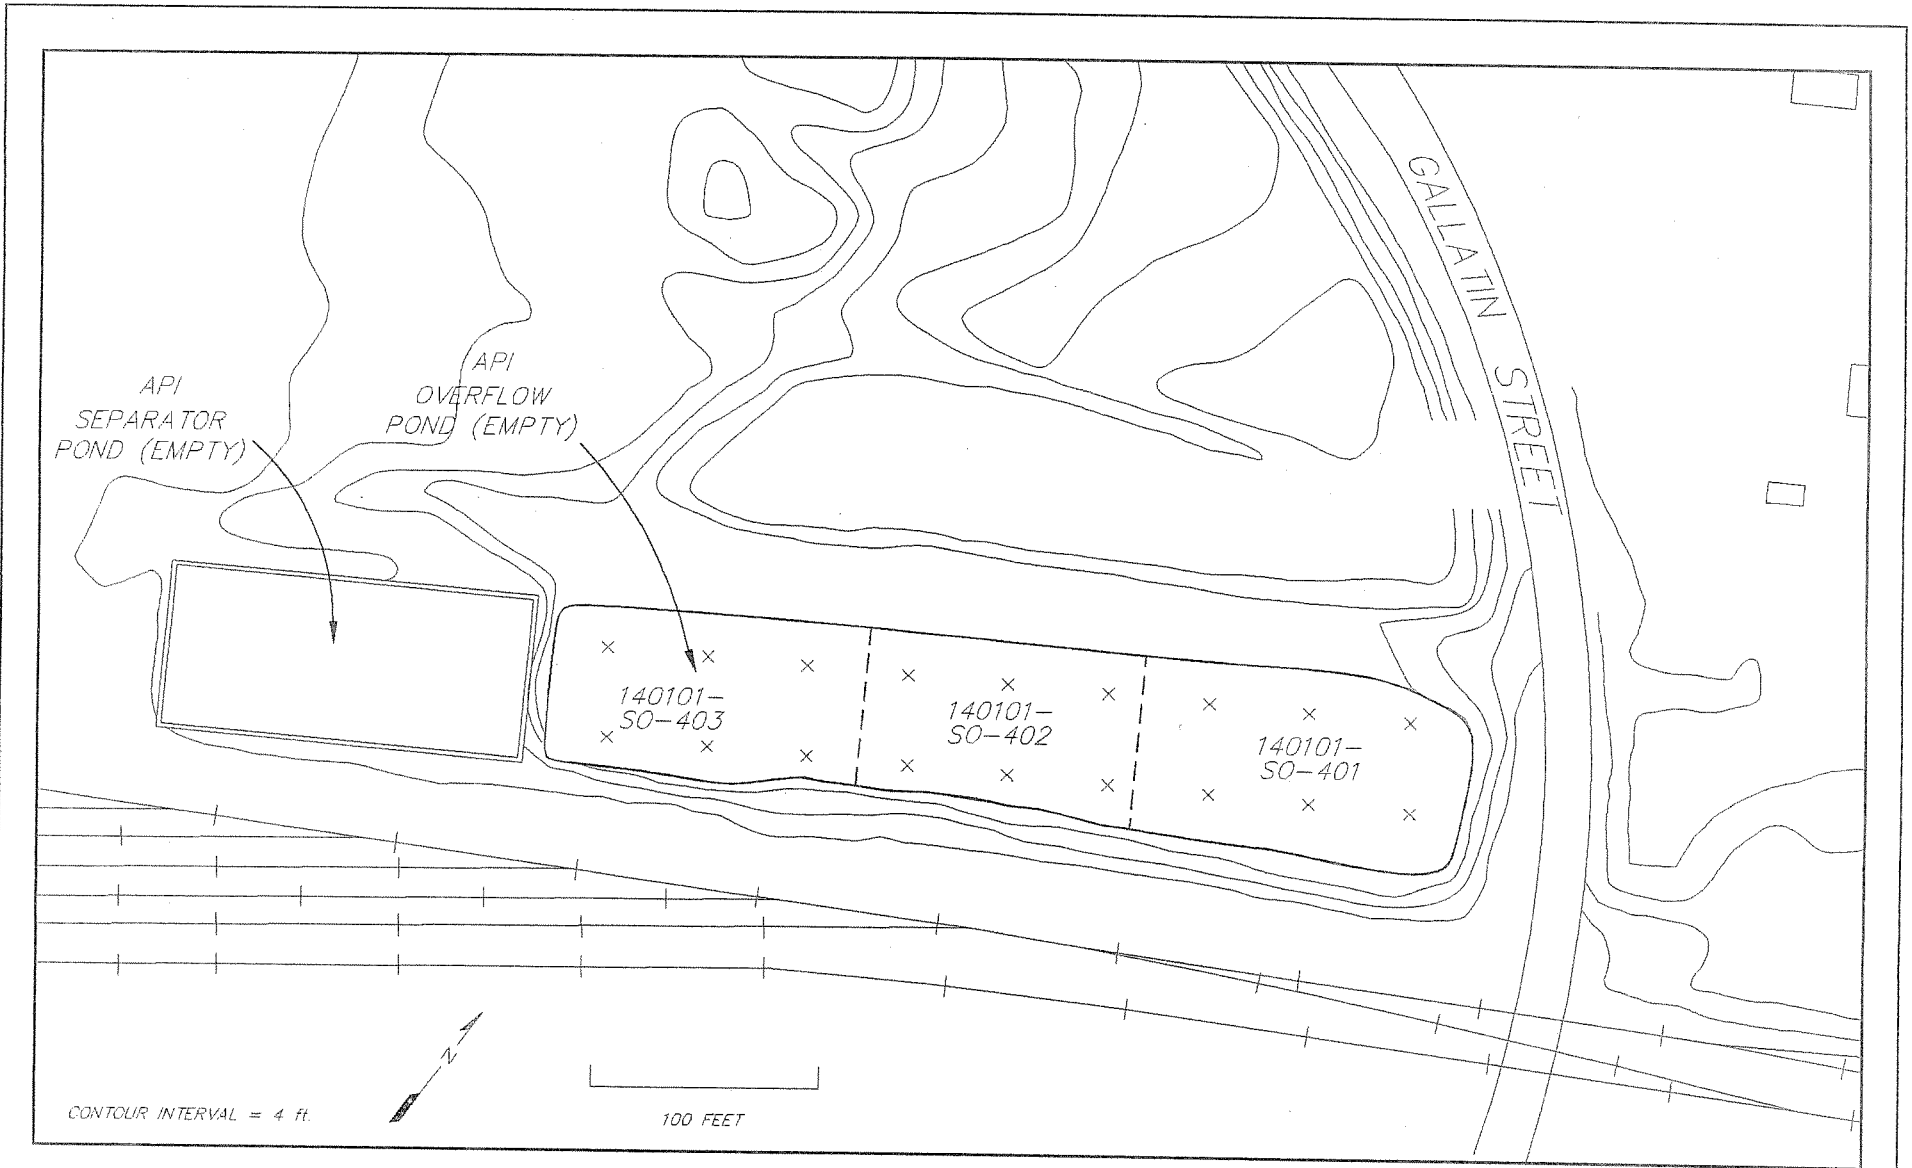 GALLATIN STREET
API
SEPARATOR
POND (EMPTY)
API
OVERFLOW
POND (EMPTY)
140101-
SO-403
140101-
SO-402
140101-
SO-401
N
CONTOUR INTERVAL = 4 ft.
100 FEET